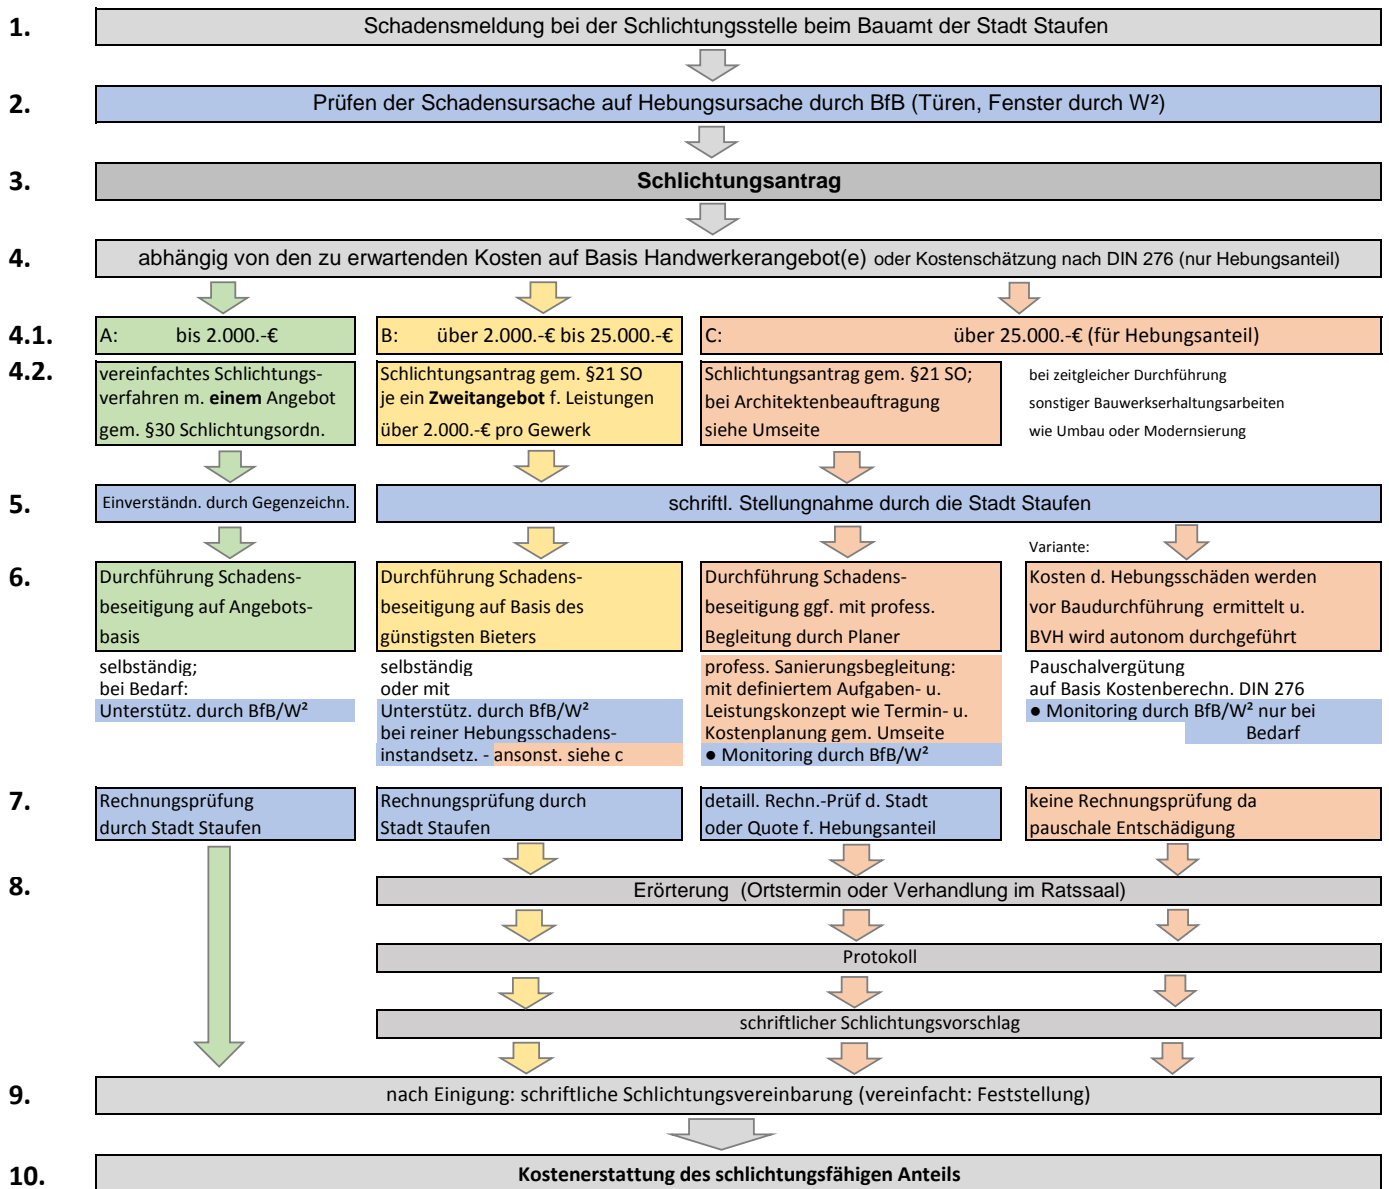 1. Schadensmeldung bei der Schlichtungsstelle beim Bauamt der Stadt Staufen
2. Prüfen der Schadensursache auf Hebungsursache durch BfB (Türen, Fenster durch W²)
3. Schlichtungsantrag
4. abhängig von den zu erwartenden Kosten auf Basis Handwerkerangebot(e) oder Kostenschätzung nach DIN 276 (nur Hebungsanteil)
4.1.
A: bis 2.000.-€
B: über 2.000.-€ bis 25.000.-€
C: über 25.000.-€ (für Hebungsanteil)
4.2.
vereinfachtes Schlichtungs-
verfahren m. einem Angebot
gem. §30 Schlichtungsordn.
Schlichtungsantrag gem. §21 SO
je ein Zweitangebot f. Leistungen
über 2.000.-€ pro Gewerk
Schlichtungsantrag gem. §21 SO;
bei Architektenbeauftragung
siehe Umseite
bei zeitgleicher Durchführung
sonstiger Bauwerkserhaltungsarbeiten
wie Umbau oder Modernsierung
5.
Einverständn. durch Gegenzeichn.
schriftl. Stellungnahme durch die Stadt Staufen
Variante:
6.
Durchführung Schadens-
beseitigung auf Angebots-
basis
selbständig;
bei Bedarf:
Unterstütz. durch BfB/W²
Durchführung Schadens-
beseitigung auf Basis des
günstigsten Bieters
selbständig
oder mit
Unterstütz. durch BfB/W²
bei reiner Hebungsschadens-
instandsetz. - ansonst. siehe c
Durchführung Schadens-
beseitigung ggf. mit profess.
Begleitung durch Planer
profess. Sanierungsbegleitung:
mit definiertem Aufgaben- u.
Leistungskonzept wie Termin- u.
Kostenplanung gem. Umseite
● Monitoring durch BfB/W²
Kosten d. Hebungsschäden werden
vor Baudurchführung ermittelt u.
BVH wird autonom durchgeführt
Pauschalvergütung
auf Basis Kostenberechn. DIN 276
● Monitoring durch BfB/W² nur bei
Bedarf
7.
Rechnungsprüfung
durch Stadt Staufen
Rechnungsprüfung durch
Stadt Staufen
detaill. Rechn.-Prüf d. Stadt
oder Quote f. Hebungsanteil
keine Rechnungsprüfung da
pauschale Entschädigung
8. Erörterung (Ortstermin oder Verhandlung im Ratssaal)
Protokoll
schriftlicher Schlichtungsvorschlag
9. nach Einigung: schriftliche Schlichtungsvereinbarung (vereinfacht: Feststellung)
10. Kostenerstattung des schlichtungsfähigen Anteils